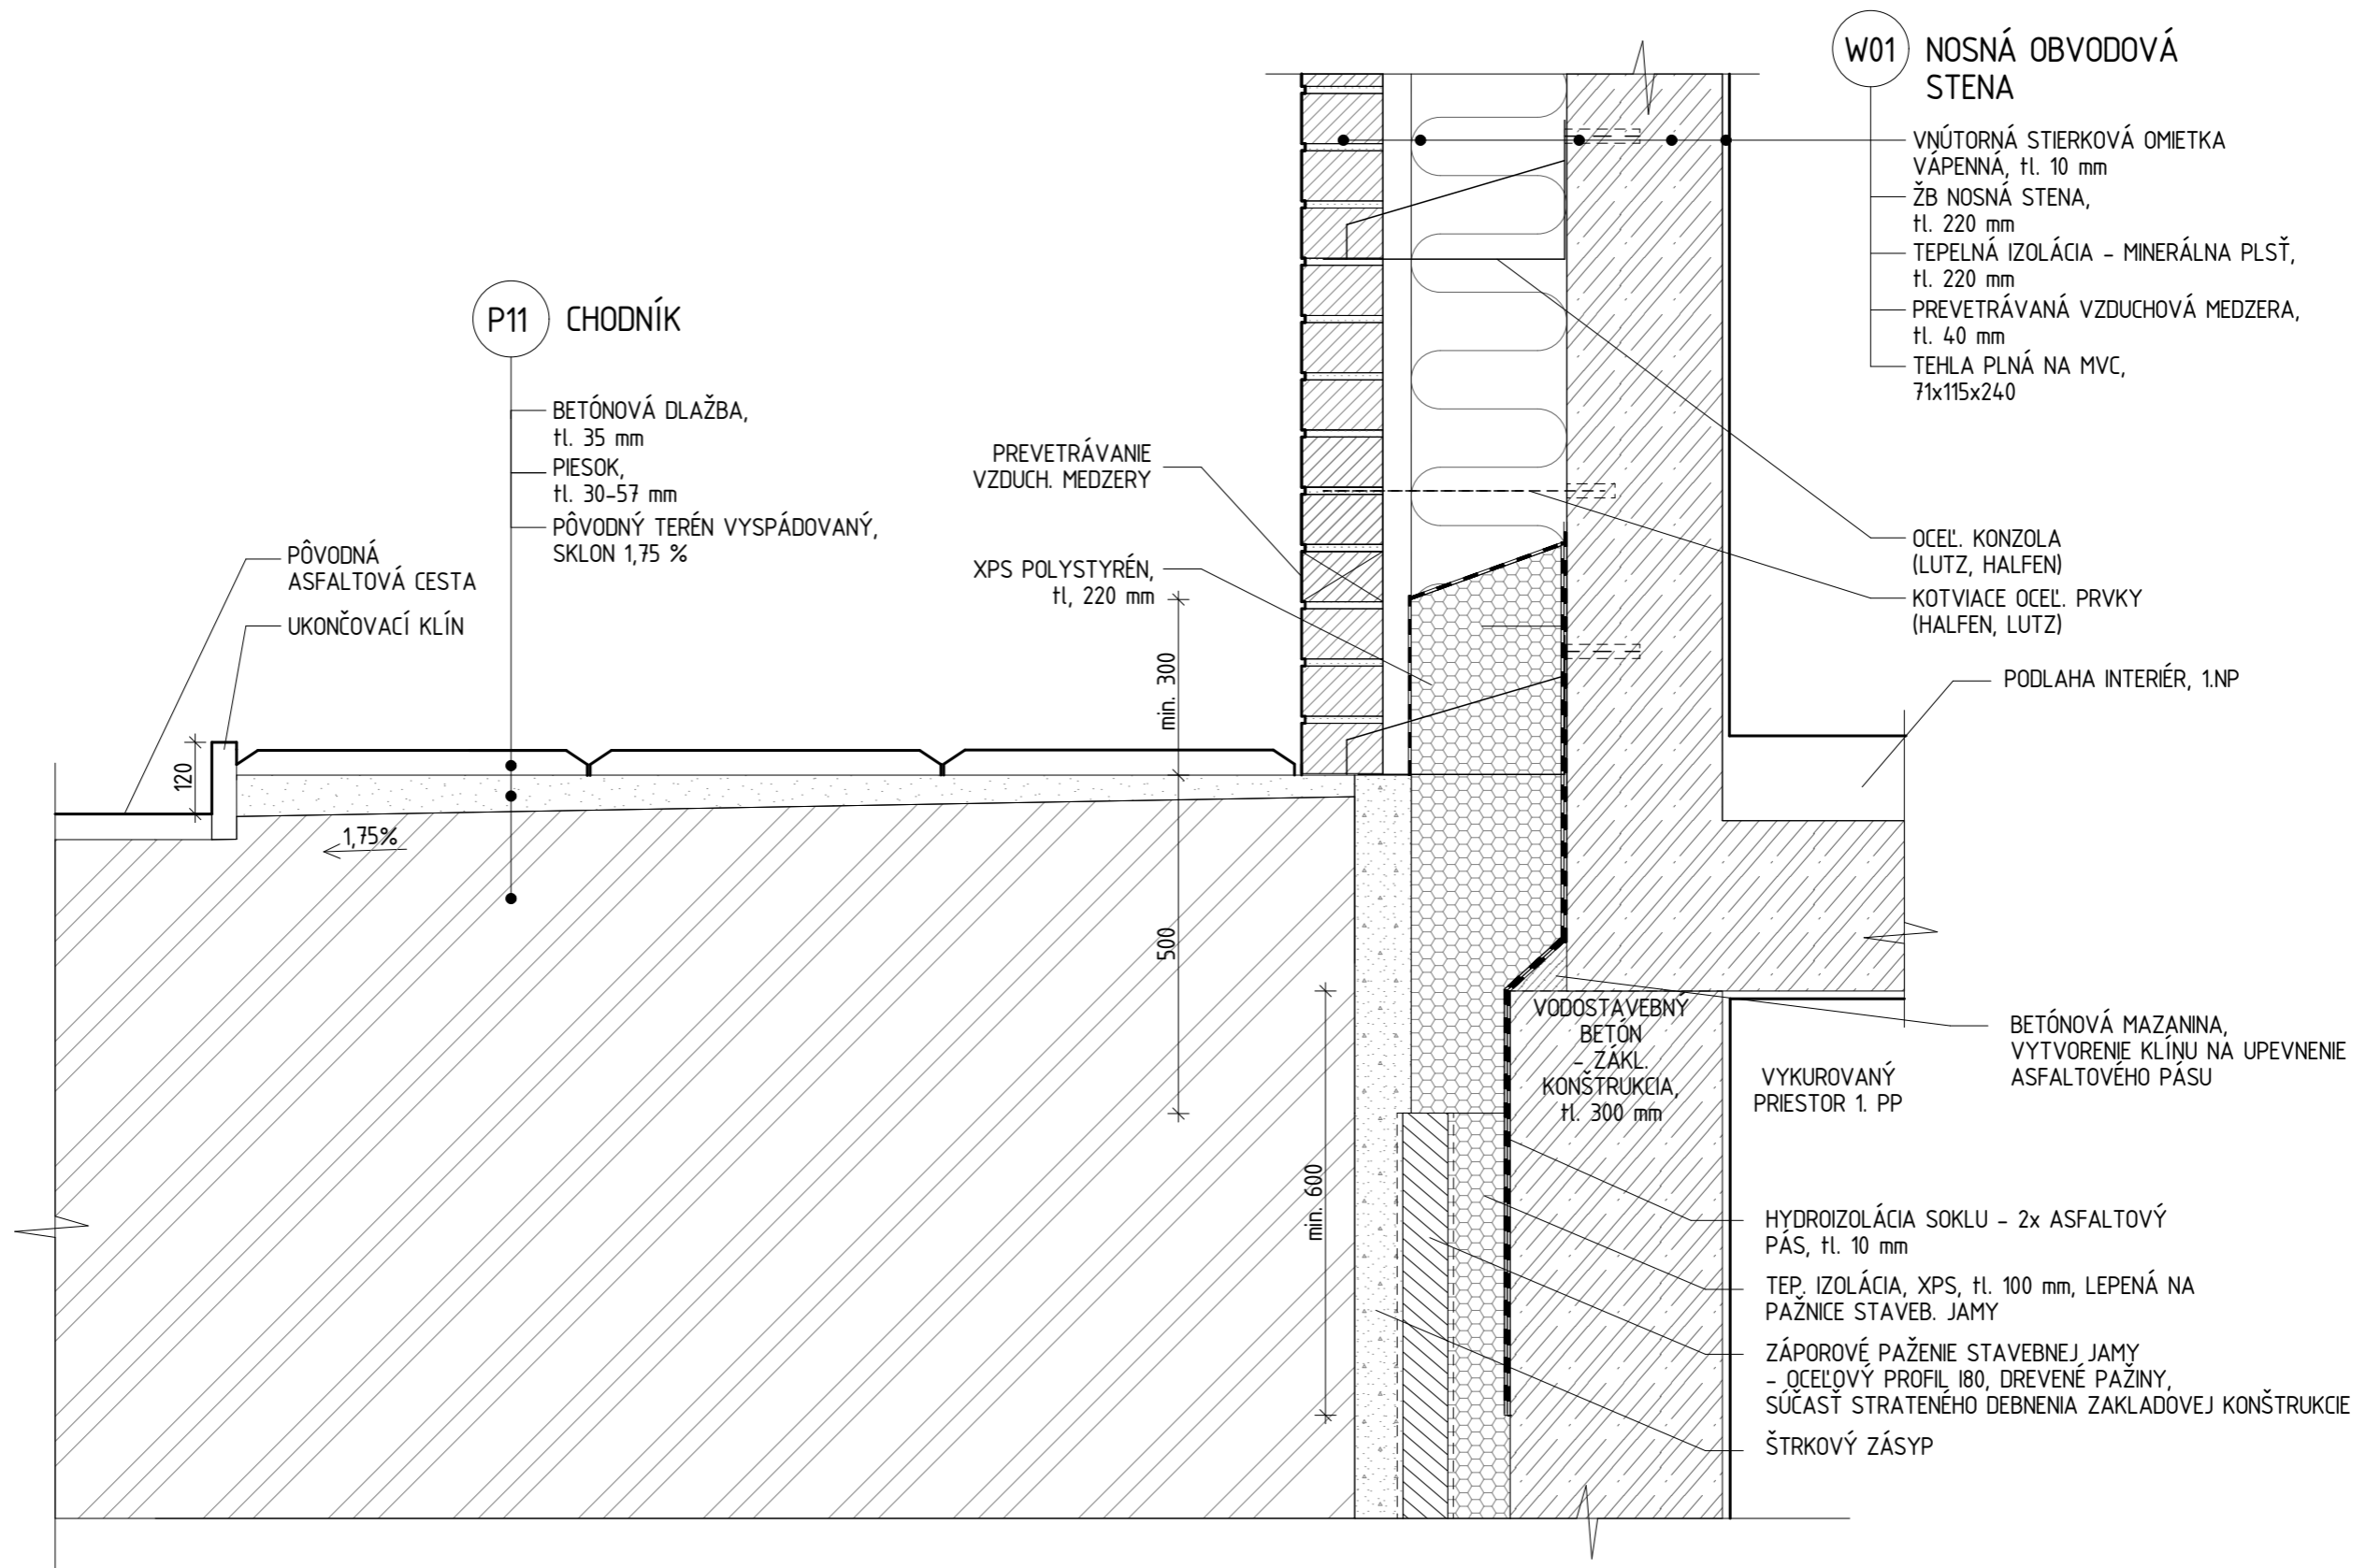 W01
NOSNÁ OBVODOVÁ
STENA
VNÚTORNÁ STIERKOVÁ OMIETKA
VÁPENNÁ, tl. 10 mm
ŽB NOSNÁ STENA,
tl. 220 mm
TEPELNÁ IZOLÁCIA - MINERÁLNA PLSŤ,
tl. 220 mm
PREVETRÁVANÁ VZDUCHOVÁ MEDZERA,
tl. 40 mm
TEHLA PLNÁ NA MVC,
71x115x240
P11
CHODNÍK
BETÓNOVÁ DLAŽBA,
tl. 35 mm
PIESOK,
tl. 30-57 mm
PÔVODNÝ TERÉN VYSPÁDOVANÝ,
SKLON 1,75 %
PREVETRÁVANIE
VZDUCH. MEDZERY
XPS POLYSTYRÉN,
tl, 220 mm
PÔVODNÁ
ASFALTOVÁ CESTA
UKONČOVACÍ KLÍN
OCEĽ. KONZOLA
(LUTZ, HALFEN)
KOTVIACE OCEĽ. PRVKY
(HALFEN, LUTZ)
PODLAHA INTERIÉR, 1.NP
min. 300
120
1,75%
500
min. 600
VODOSTAVEBNÝ
BETÓN
- ZÁKL.
KONŠTRUKCIA,
tl. 300 mm
VYKUROVANÝ
PRIESTOR 1. PP
BETÓNOVÁ MAZANINA,
VYTVORENIE KLÍNU NA UPEVNENIE
ASFALTOVÉHO PÁSU
HYDROIZOLÁCIA SOKLU - 2x ASFALTOVÝ
PÁS, tl. 10 mm
TEP. IZOLÁCIA, XPS, tl. 100 mm, LEPENÁ NA
PAŽNICE STAVEB. JAMY
ZÁPOROVÉ PAŽENIE STAVEBNEJ JAMY
- OCEĽOVÝ PROFIL I80, DREVENÉ PAŽINY,
SÚČASŤ STRATENÉHO DEBNENIA ZAKLADOVEJ KONŠTRUKCIE
ŠTRKOVÝ ZÁSYP